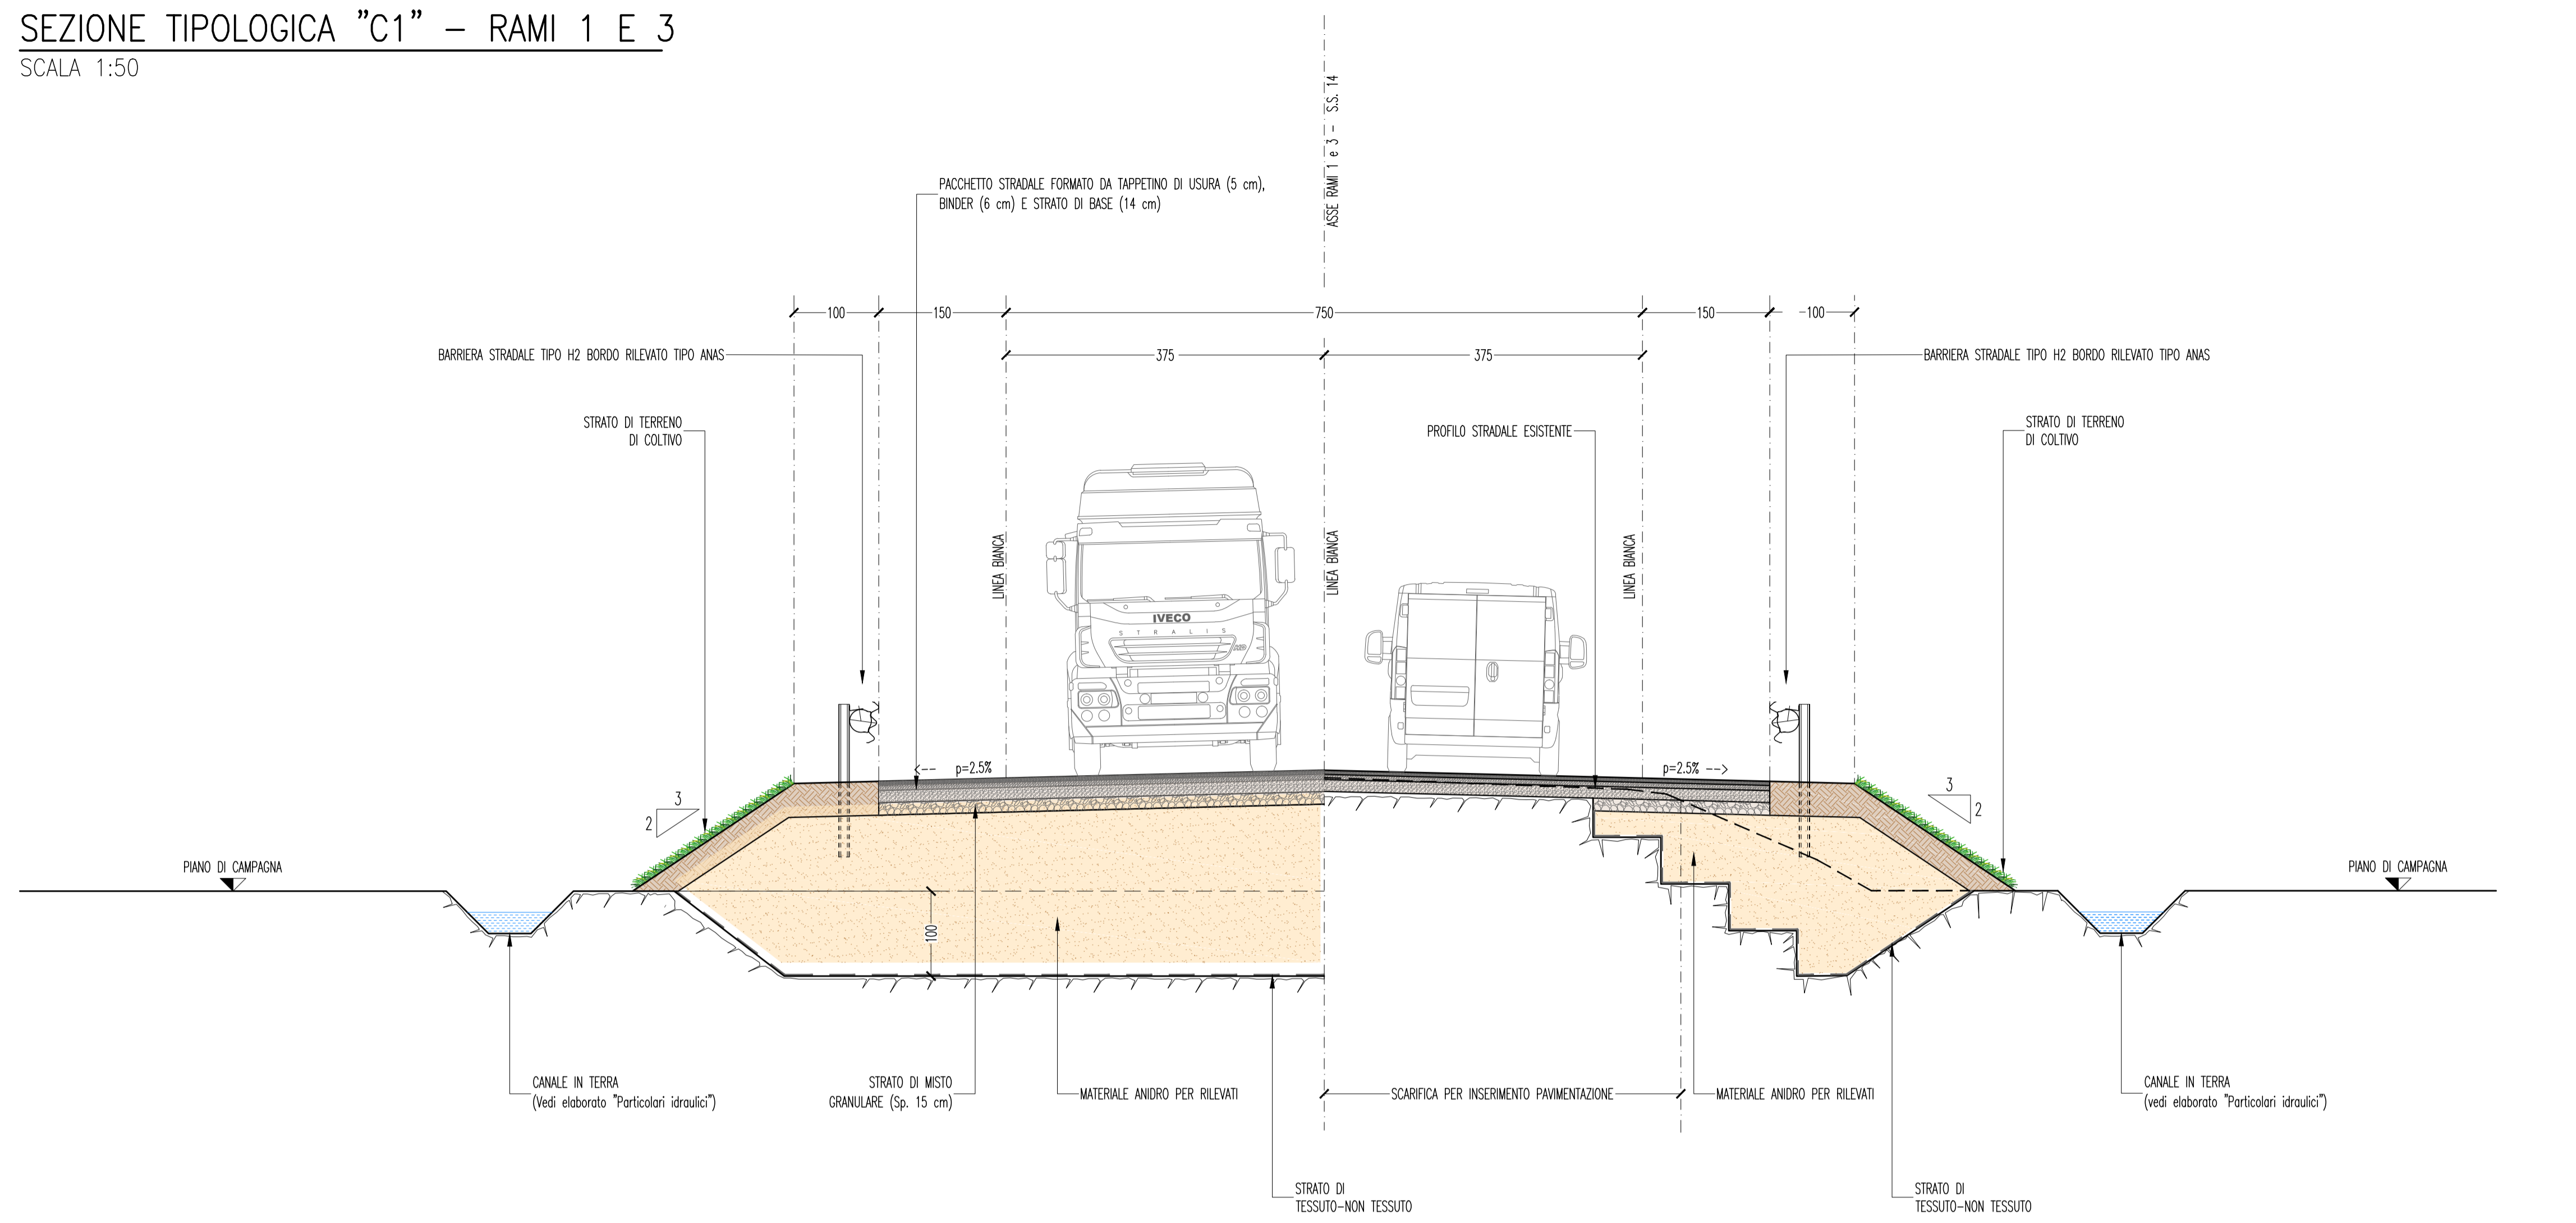 SEZIONE TIPOLOGICA "C1" – RAMI 1 E 3
SCALA 1:50
ASSE RAMI 1 e 3 – S.S. 14
PACCHETTO STRADALE FORMATO DA TAPPETINO DI USURA (5 cm),
BINDER (6 cm) E STRATO DI BASE (14 cm)
100
150
750
150
100
375
375
BARRIERA STRADALE TIPO H2 BORDO RILEVATO TIPO ANAS
BARRIERA STRADALE TIPO H2 BORDO RILEVATO TIPO ANAS
STRATO DI TERRENO
DI COLTIVO
PROFILO STRADALE ESISTENTE
STRATO DI TERRENO
DI COLTIVO
LINEA BIANCA
LINEA BIANCA
LINEA BIANCA
IVECO
STRALIS
<-- p=2.5%
p=2.5% -->
3
2
3
2
PIANO DI CAMPAGNA
PIANO DI CAMPAGNA
100
CANALE IN TERRA
(Vedi elaborato "Particolari idraulici")
STRATO DI MISTO
GRANULARE (Sp. 15 cm)
MATERIALE ANIDRO PER RILEVATI
SCARIFICA PER INSERIMENTO PAVIMENTAZIONE
MATERIALE ANIDRO PER RILEVATI
CANALE IN TERRA
(vedi elaborato "Particolari idraulici")
STRATO DI
TESSUTO–NON TESSUTO
STRATO DI
TESSUTO–NON TESSUTO